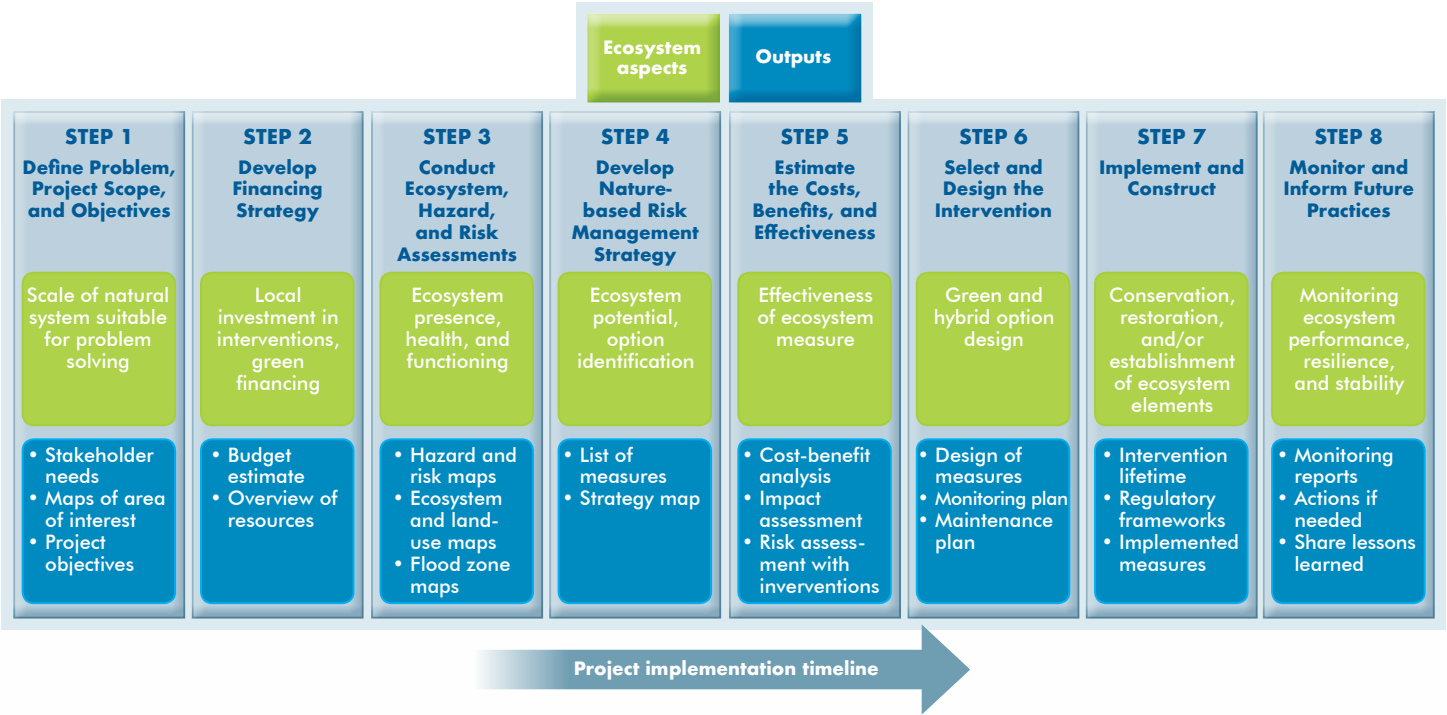 Ecosystem
aspects
Outputs
STEP 1
Define Problem,
Project Scope,
and Objectives
Scale of natural
system suitable
for problem
solving
• Stakeholder
needs
• Maps of area
of interest
• Project
objectives
STEP 2
Develop
Financing
Strategy
Local
investment in
interventions,
green
financing
• Budget
estimate
• Overview of
resources
STEP 3
Conduct
Ecosystem,
Hazard,
and Risk
Assessments
Ecosystem
presence,
health, and
functioning
• Hazard and
risk maps
• Ecosystem
and land-
use maps
• Flood zone
maps
STEP 4
Develop
Nature-
based Risk
Management
Strategy
Ecosystem
potential,
option
identification
• List of
measures
• Strategy map
STEP 5
Estimate
the Costs,
Benefits, and
Effectiveness
Effectiveness
of ecosystem
measure
• Cost-benefit
analysis
• Impact
assessment
• Risk assess-
ment with
inverventions
STEP 6
Select and
Design the
Intervention
Green and
hybrid option
design
• Design of
measures
• Monitoring plan
• Maintenance
plan
STEP 7
Implement and
Construct
Conservation,
restoration,
and/or
establishment
of ecosystem
elements
• Intervention
lifetime
• Regulatory
frameworks
• Implemented
measures
STEP 8
Monitor and
Inform Future
Practices
Monitoring
ecosystem
performance,
resilience,
and stability
• Monitoring
reports
• Actions if
needed
• Share lessons
learned
Project implementation timeline